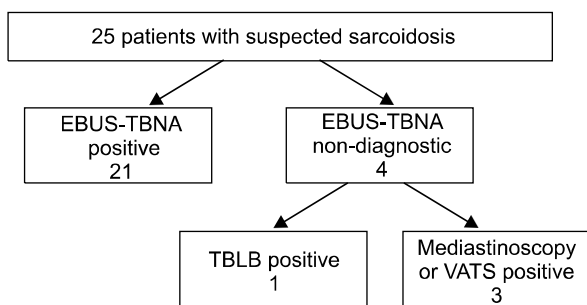 25 patients with suspected sarcoidosis
EBUS-TBNA
positive
21
EBUS-TBNA
non-diagnostic
4
TBLB positive
1
Mediastinoscopy
or VATS positive
3